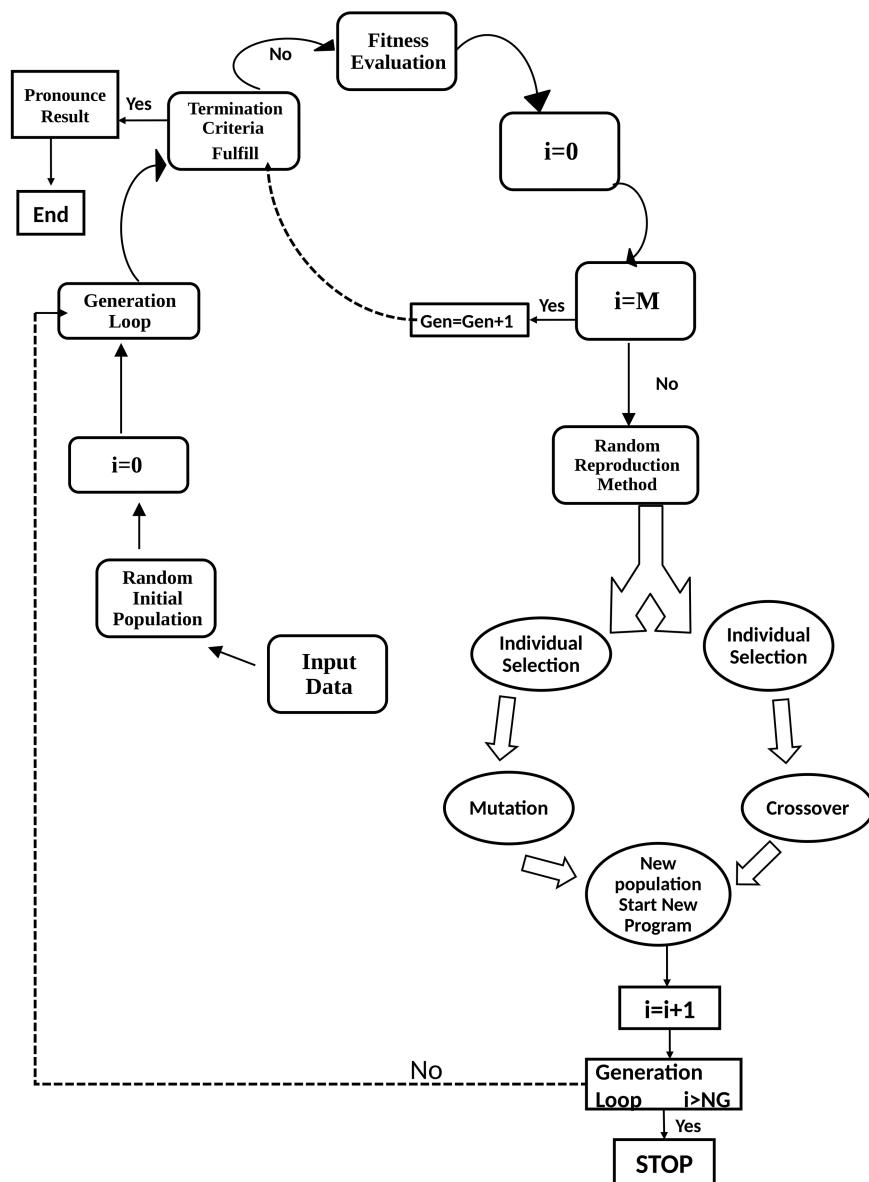 No
Fitness
Evaluation
Pronounce
Result
Yes
Termination
Criteria
Fulfill
i=0
End
Generation
Loop
i=M
Yes
Gen=Gen+1
No
i=0
Random
Reproduction
Method
Random
Initial
Population
Input
Data
Individual
Selection
Individual
Selection
Mutation
Crossover
New
population
Start New
Program
i=i+1
No
Generation
Loop i>NG
Yes
STOP